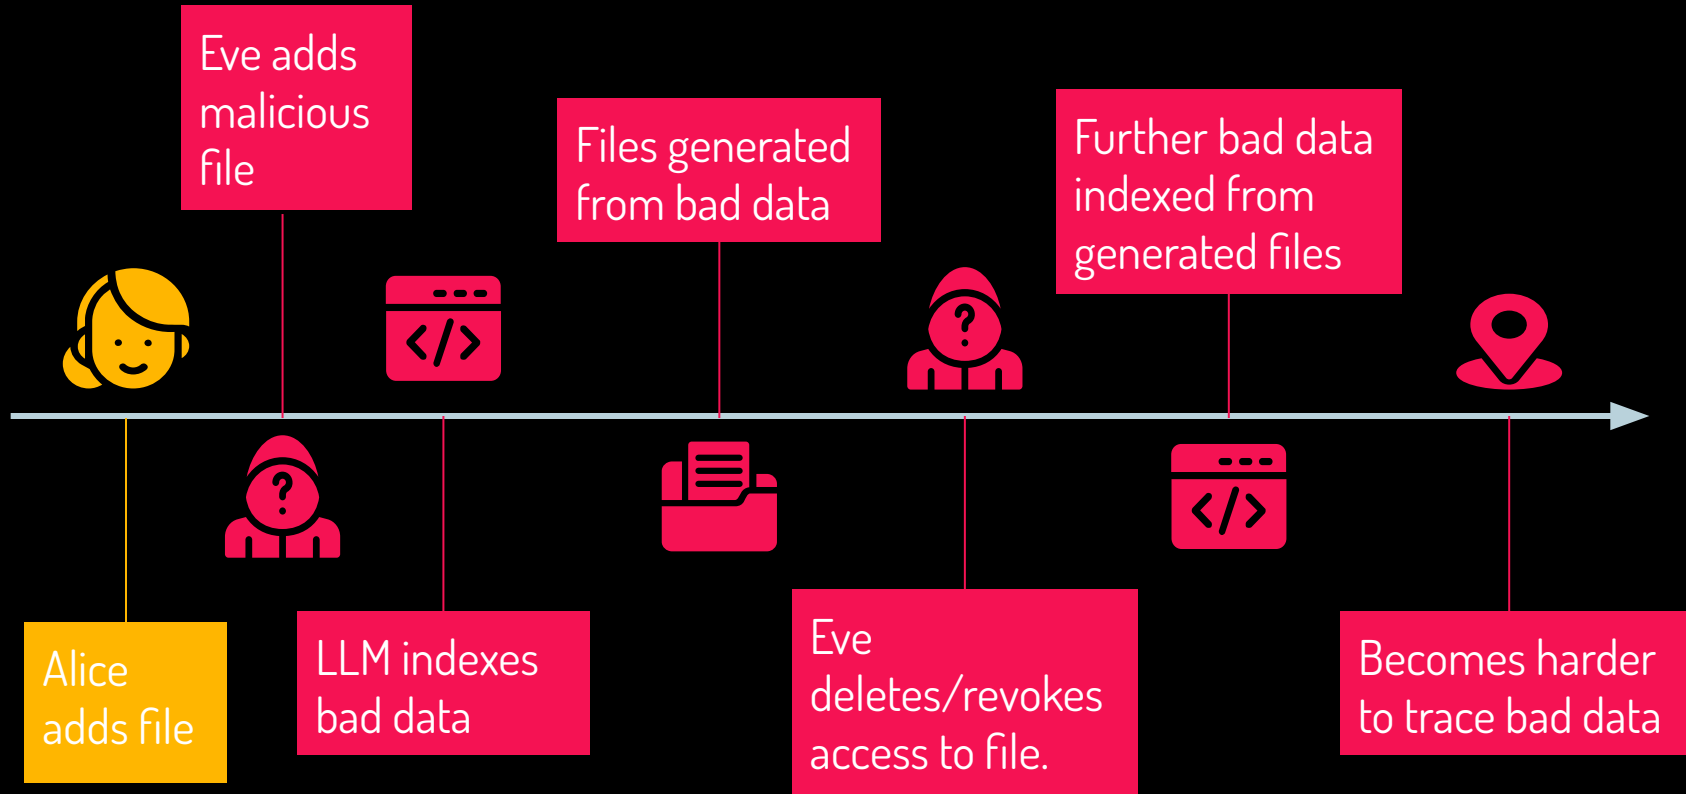 Alice
adds file
Eve adds
malicious
file
LLM indexes
bad data
Files generated
from bad data
Eve
deletes/revokes
access to file.
Further bad data
indexed from
generated files
Becomes harder
to trace bad data